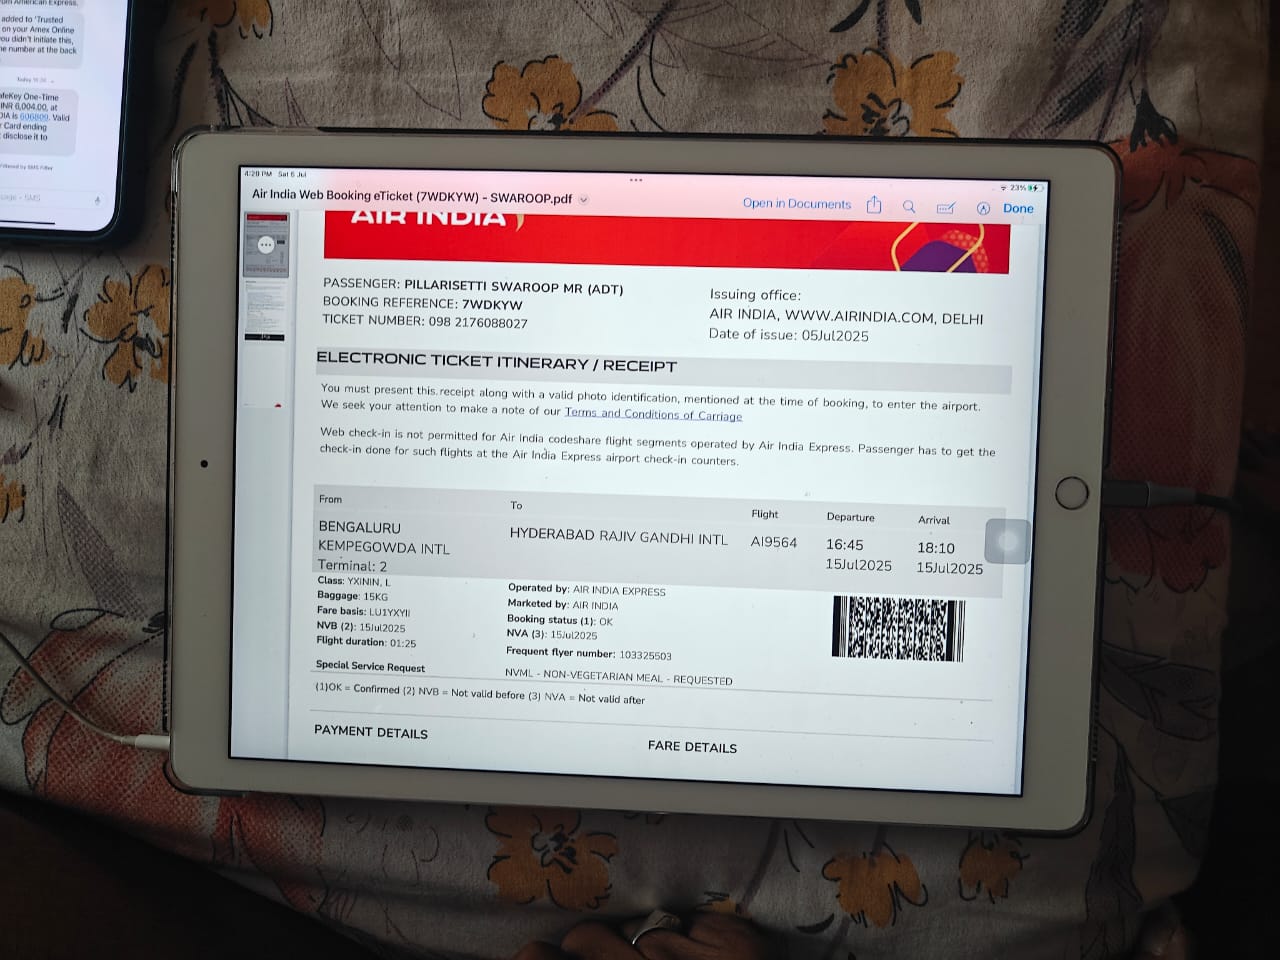 om American Express.
added to 'Trusted
on your Amex Online
ou didn't initiate this,
e number at the back
afeKey One-Time
INR 6,004.00, at
DIA is 606809. Valid
r Card ending
disclose it to
Filtered by SMS Filter
ssage - SMS
4:28 PM Sat 5 Jul
23%
Air India Web Booking eTicket (7WDKYW) - SWAROOP.pdf
Open in Documents
Done
AIR INDIA
PASSENGER: PILLARISETTI SWAROOP MR (ADT)
BOOKING REFERENCE: 7WDKYW
TICKET NUMBER: 098 2176088027
Issuing office:
AIR INDIA, WWW.AIRINDIA.COM, DELHI
Date of issue: 05Jul2025
ELECTRONIC TICKET ITINERARY / RECEIPT
You must present this receipt along with a valid photo identification, mentioned at the time of booking, to enter the airport.
We seek your attention to make a note of our Terms and Conditions of Carriage
Web check-in is not permitted for Air India codeshare flight segments operated by Air India Express. Passenger has to get the
check-in done for such flights at the Air India Express airport check-in counters.
From To Flight Departure Arrival
BENGALURU HYDERABAD RAJIV GANDHI INTL AI9564 16:45 18:10
KEMPEGOWDA INTL 15Jul2025 15Jul2025
Terminal: 2
Class: YXININ, L
Baggage: 15KG
Fare basis: LU1YXYII
NVB (2): 15Jul2025
Flight duration: 01:25
Operated by: AIR INDIA EXPRESS
Marketed by: AIR INDIA
Booking status (1): OK
NVA (3): 15Jul2025
Frequent flyer number: 103325503
Special Service Request NVML - NON-VEGETARIAN MEAL - REQUESTED
(1)OK = Confirmed (2) NVB = Not valid before (3) NVA = Not valid after
PAYMENT DETAILS FARE DETAILS